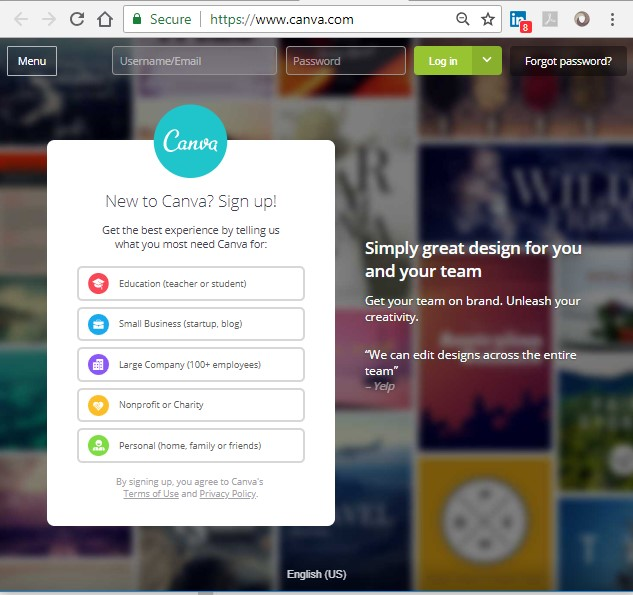 Secure
https://www.canva.com
8
Menu
Username/Email
Password
Log in
Forgot password?
Canva
New to Canva? Sign up!
Get the best experience by telling us
what you most need Canva for:
Education (teacher or student)
Small Business (startup, blog)
Large Company (100+ employees)
Nonprofit or Charity
Personal (home, family or friends)
By signing up, you agree to Canva's
Terms of Use and Privacy Policy.
Simply great design for you
and your team
Get your team on brand. Unleash your
creativity.
“We can edit designs across the entire
team”
– Yelp
WILD
English (US)